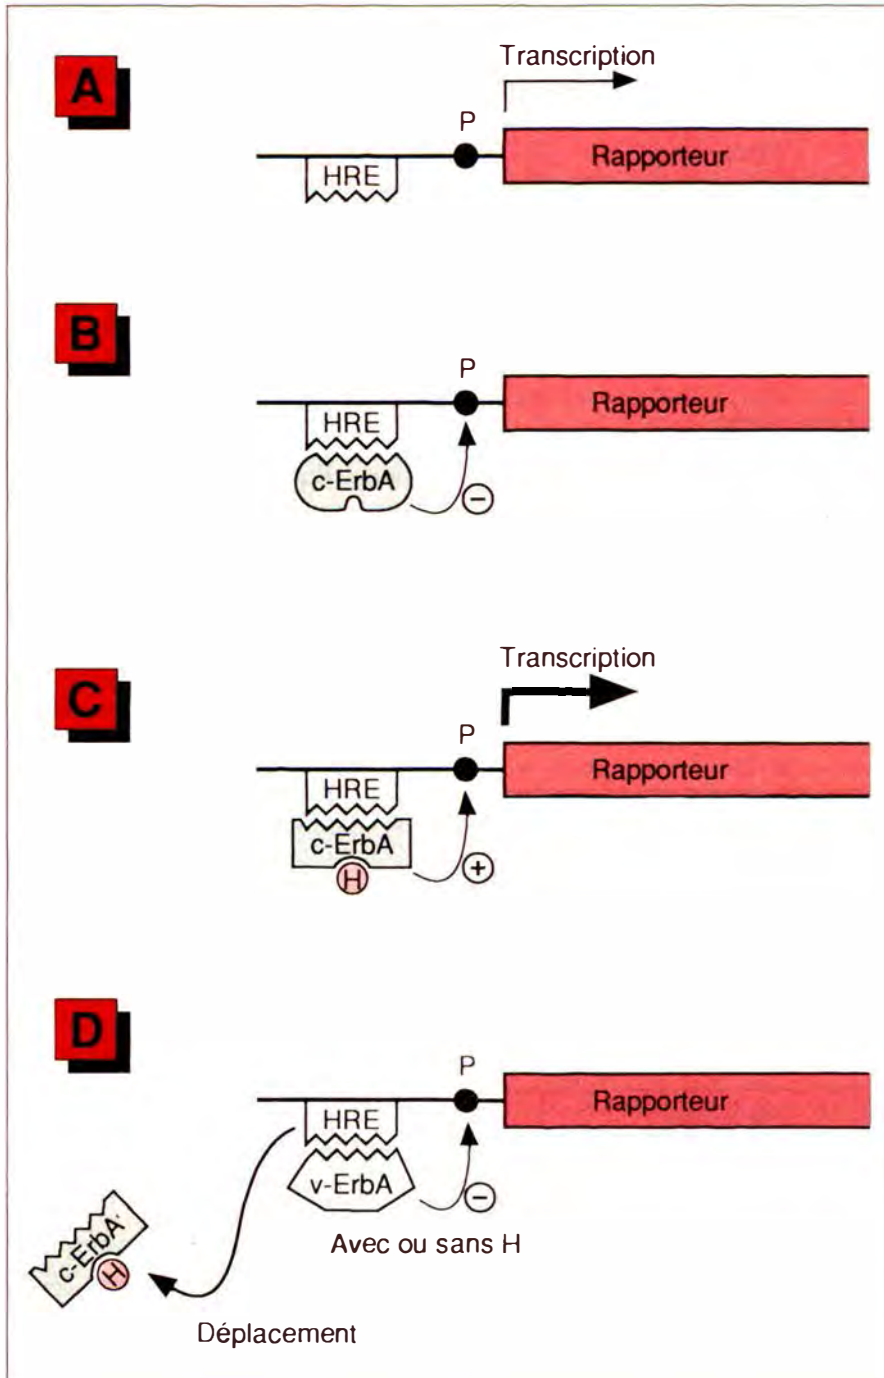 A
Transcription
P
HRE
Rapporteur
B
P
HRE
Rapporteur
c-ErbA
−
C
Transcription
P
HRE
Rapporteur
c-ErbA
H
+
D
P
HRE
Rapporteur
v-ErbA
−
c-ErbA
H
Avec ou sans H
Déplacement